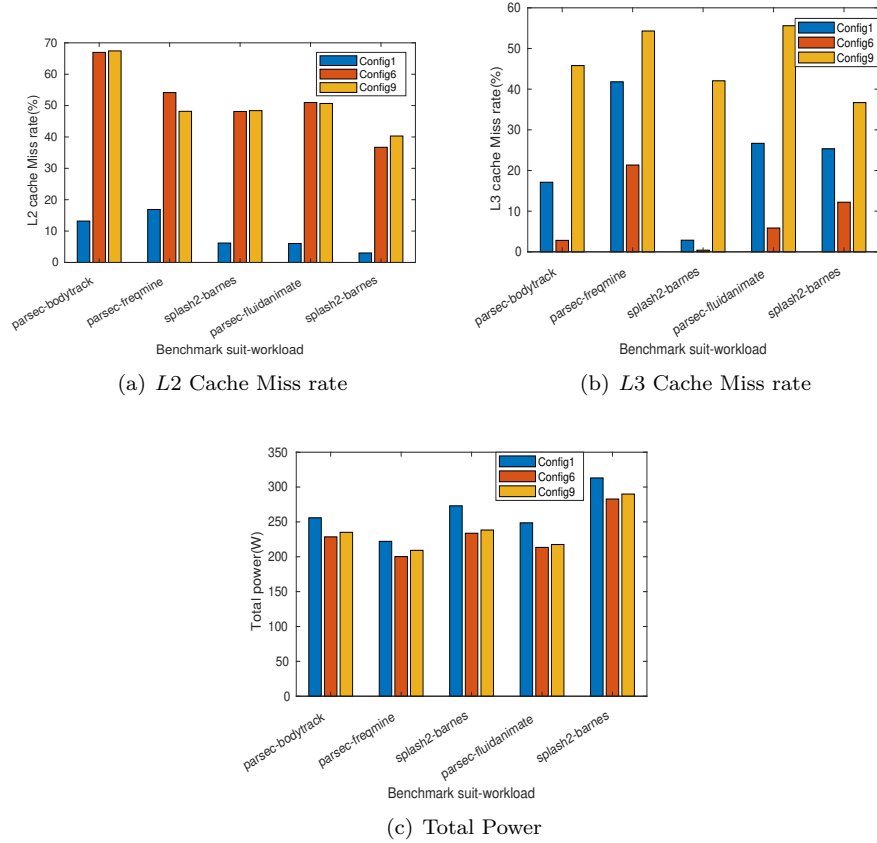 70
60
50
40
30
20
10
0
L2 cache Miss rate(%)
Config1
Config6
Config9
parsec-bodytrack
parsec-freqmine
splash2-barnes
parsec-fluidanimate
splash2-barnes
Benchmark suit-workload
(a) L2 Cache Miss rate
60
50
40
30
20
10
0
L3 cache Miss rate(%)
Config1
Config6
Config9
parsec-bodytrack
parsec-freqmine
splash2-barnes
parsec-fluidanimate
splash2-barnes
Benchmark suit-workload
(b) L3 Cache Miss rate
350
300
250
200
150
100
50
0
Total power(W)
Config1
Config6
Config9
parsec-bodytrack
parsec-freqmine
splash2-barnes
parsec-fluidanimate
splash2-barnes
Benchmark suit-workload
(c) Total Power